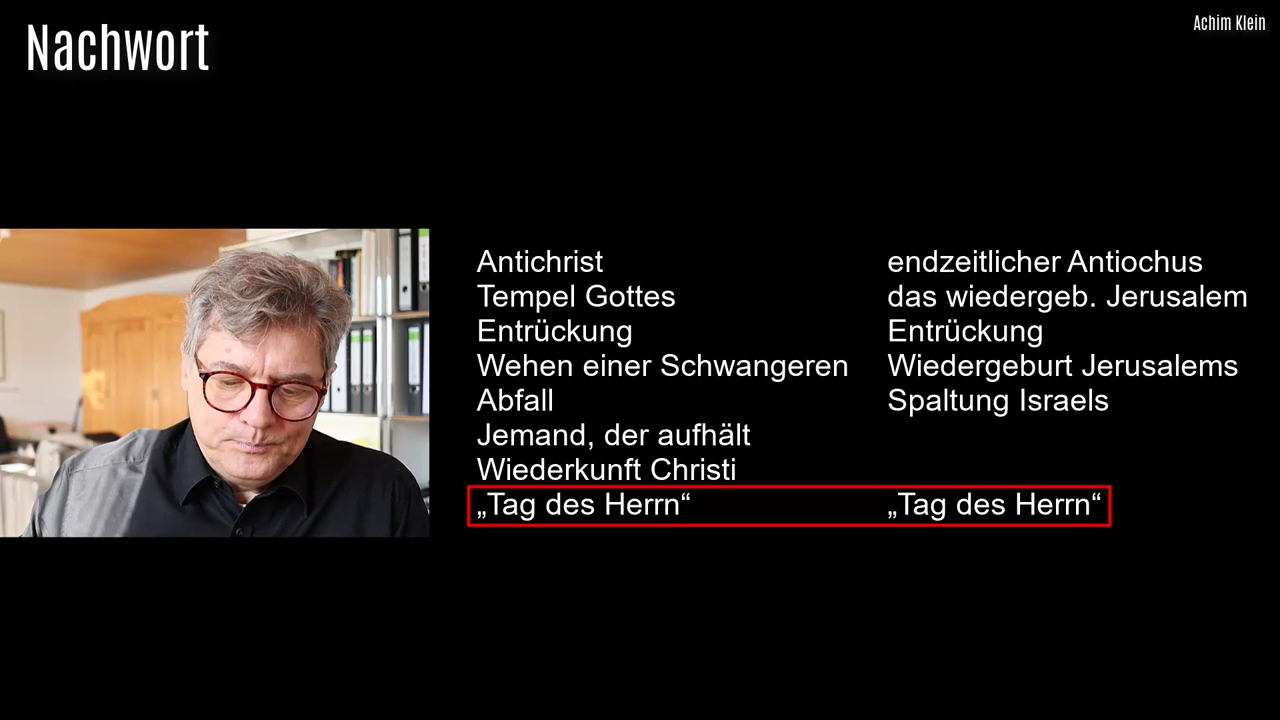 Nachwort
Achim Klein
Antichrist
Tempel Gottes
Entrückung
Wehen einer Schwangeren
Abfall
Jemand, der aufhält
Wiederkunft Christi
„Tag des Herrn“
endzeitlicher Antiochus
das wiedergeb. Jerusalem
Entrückung
Wiedergeburt Jerusalems
Spaltung Israels
„Tag des Herrn“